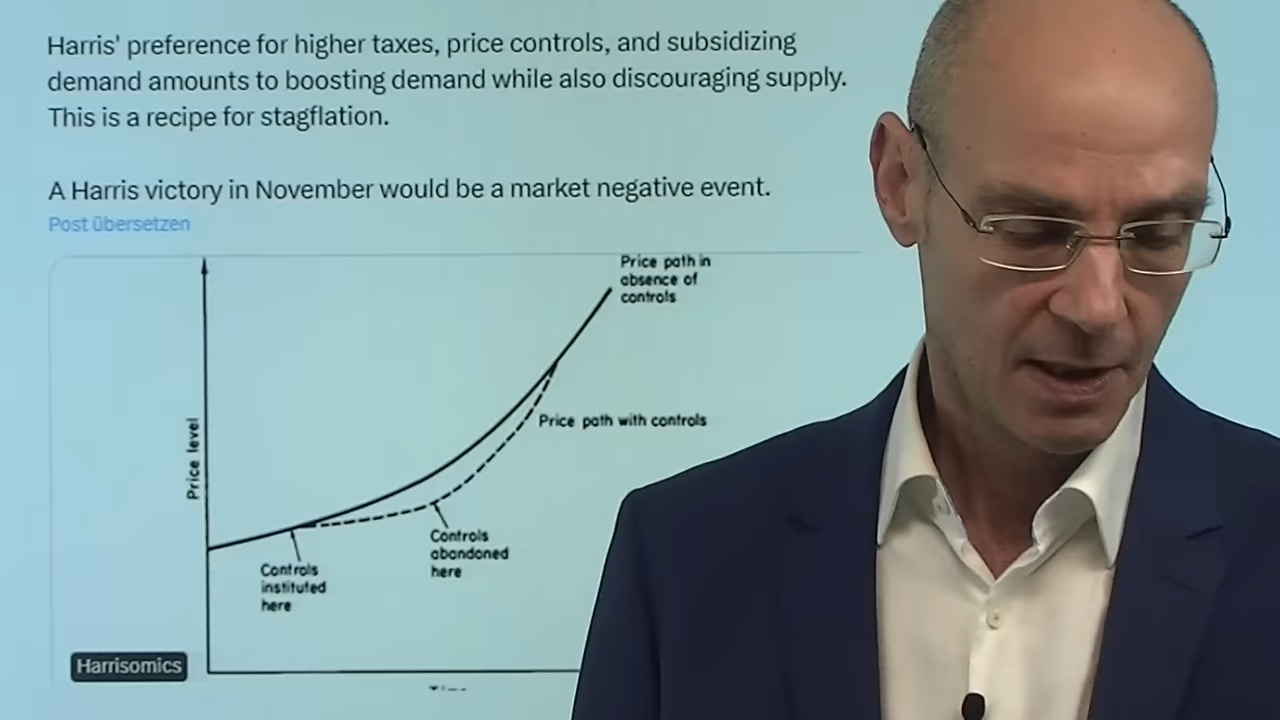 Harris' preference for higher taxes, price controls, and subsidizing
demand amounts to boosting demand while also discouraging supply.
This is a recipe for stagflation.
A Harris victory in November would be a market negative event.
Post übersetzen
Price path in
absence of
controls
Price path with controls
Price level
Controls
abandoned
here
Controls
instituted
here
Harrisomics